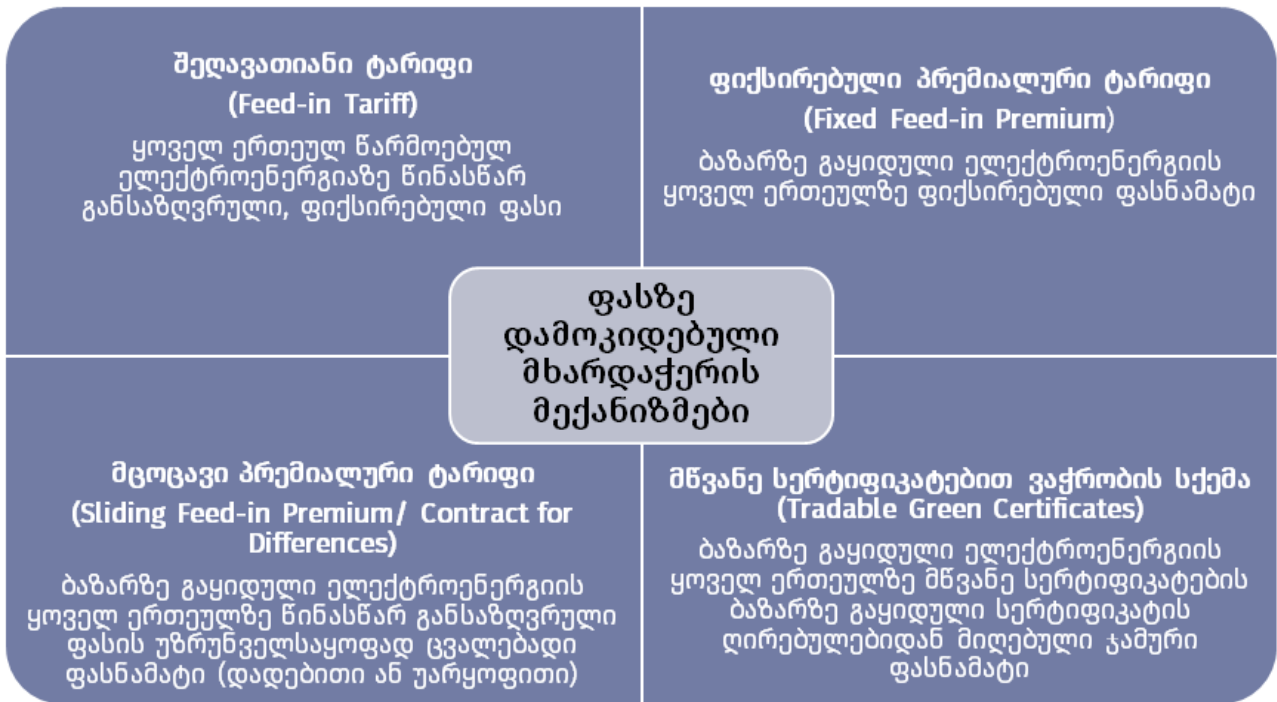 შეღავათიანი ტარიფი
(Feed-in Tariff)
ყოველ ერთეულ წარმოებულ
ელექტროენერგიაზე წინასწარ
განსაზღვრული, ფიქსირებული ფასი
ფიქსირებული პრემიალური ტარიფი
(Fixed Feed-in Premium)
ბაზარზე გაყიდული ელექტროენერგიის
ყოველ ერთეულზე ფიქსირებული ფასნამატი
ფასზე
დამოკიდებული
მხარდაჭერის
მექანიზმები
მცოცავი პრემიალური ტარიფი
(Sliding Feed-in Premium/ Contract for
Differences)
ბაზარზე გაყიდული ელექტროენერგიის
ყოველ ერთეულზე წინასწარ განსაზღვრული
ფასის უზრუნველსაყოფად ცვალებადი
ფასნამატი (დადებითი ან უარყოფითი)
მწვანე სერტიფიკატებით ვაჭრობის სქემა
(Tradable Green Certificates)
ბაზარზე გაყიდული ელექტროენერგიის
ყოველ ერთეულზე მწვანე სერტიფიკატების
ბაზარზე გაყიდული სერტიფიკატის
ღირებულებიდან მიღებული ჯამური
ფასნამატი